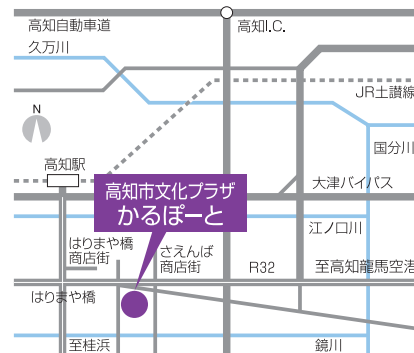 高知自動車道
高知I.C.
久万川
JR土讃線
N
国分川
高知駅
大津バイパス
高知市文化プラザ
かるぽーと
江ノ口川
はりまや橋
商店街
さえんば
商店街
R32
至高知龍馬空港
はりまや橋
至桂浜
鏡川